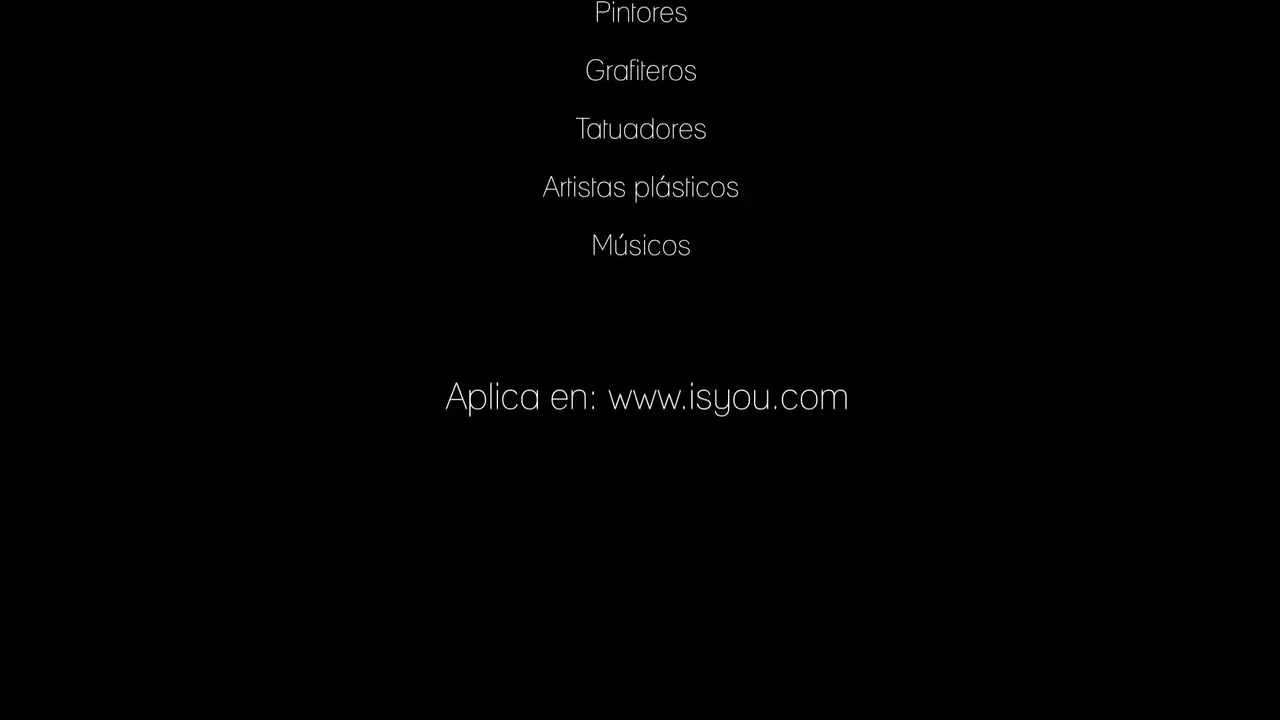 Pintores
Grafiteros
Tatuadores
Artistas plásticos
Músicos
Aplica en: www.isyou.com